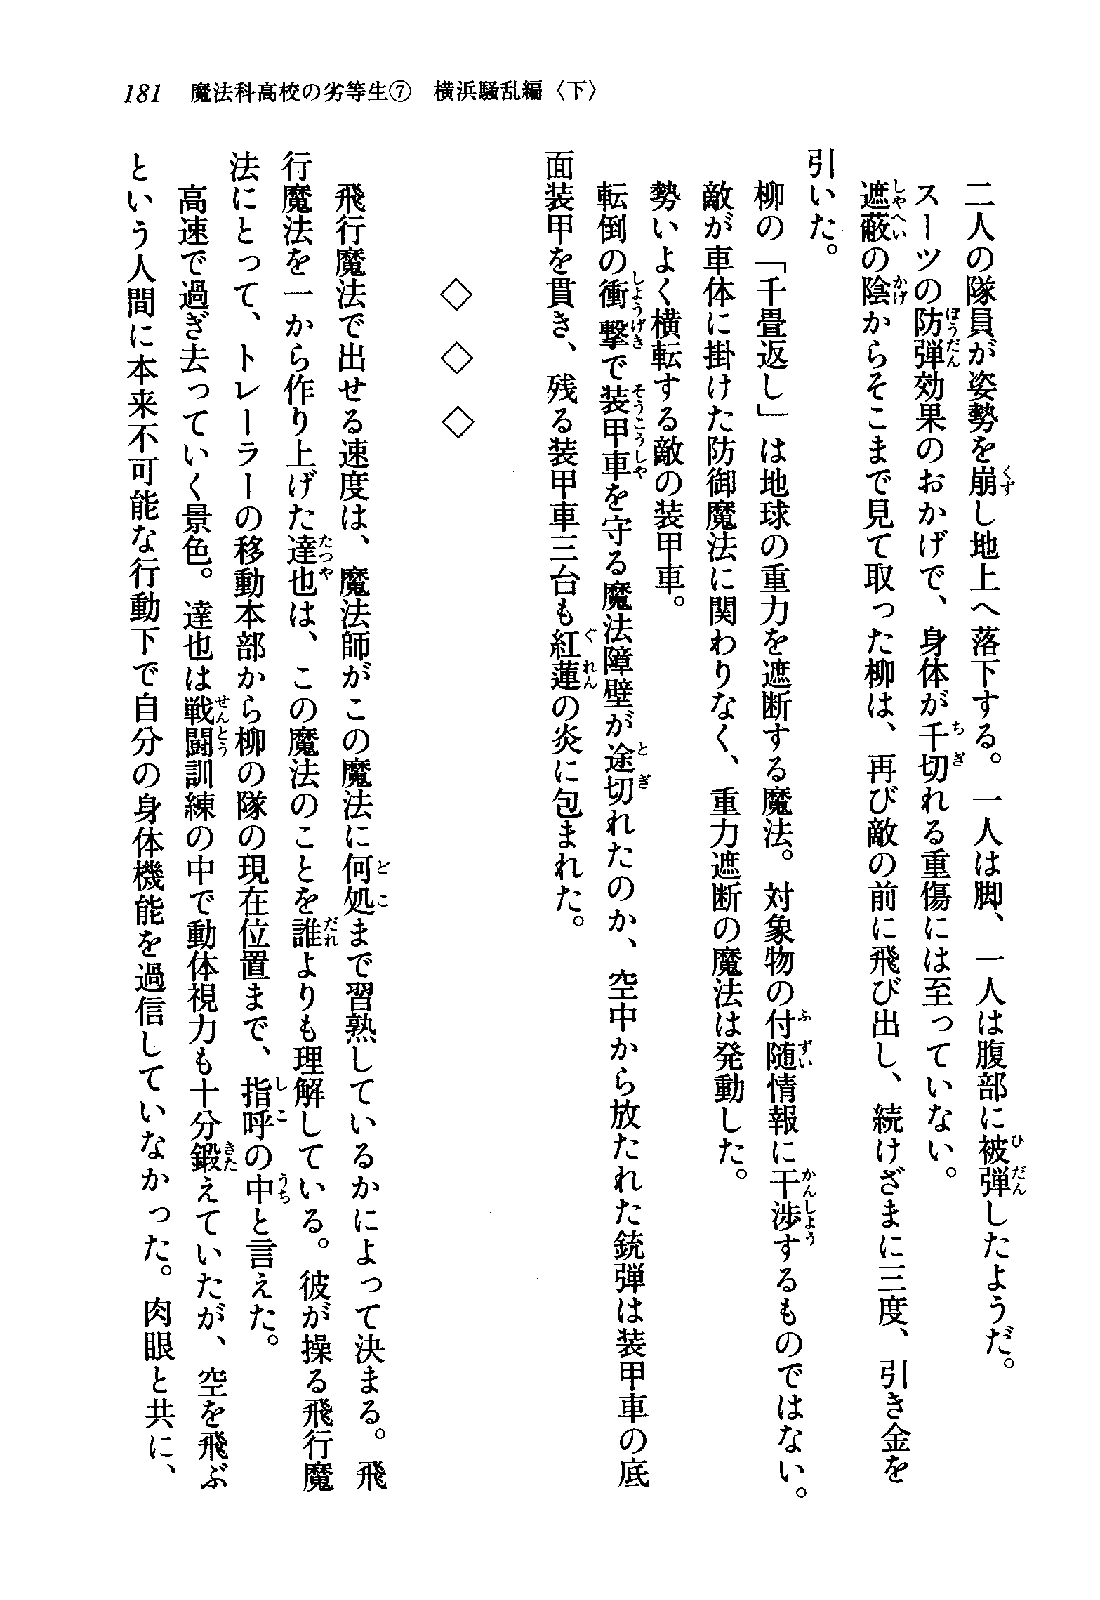 181　魔法科高校の劣等生⑦　横浜騒乱編〈下〉
二人の隊員が姿勢を崩し地上へ落下する。一人は脚、一人は腹部に被弾したようだ。
スーツの防弾効果のおかげで、身体が千切れる重傷には至っていない。
遮蔽の陰からそこまで見て取った柳は、再び敵の前に飛び出し、続けざまに三度、引き金を
引いた。
柳の「千畳返し」は地球の重力を遮断する魔法。対象物の付随情報に干渉するものではない。
敵が車体に掛けた防御魔法に関わりなく、重力遮断の魔法は発動した。
勢いよく横転する敵の装甲車。
転倒の衝撃で装甲車を守る魔法障壁が途切れたのか、空中から放たれた銃弾は装甲車の底
面装甲を貫き、残る装甲車三台も紅蓮の炎に包まれた。
◇　◇　◇
飛行魔法で出せる速度は、魔法師がこの魔法に何処まで習熟しているかによって決まる。飛
行魔法を一から作り上げた達也は、この魔法のことを誰よりも理解している。彼が操る飛行魔
法にとって、トレーラーの移動本部から柳の隊の現在位置まで、指呼の中と言えた。
高速で過ぎ去っていく景色。達也は戦闘訓練の中で動体視力も十分鍛えていたが、空を飛ぶ
という人間に本来不可能な行動下で自分の身体機能を過信していなかった。肉眼と共に、